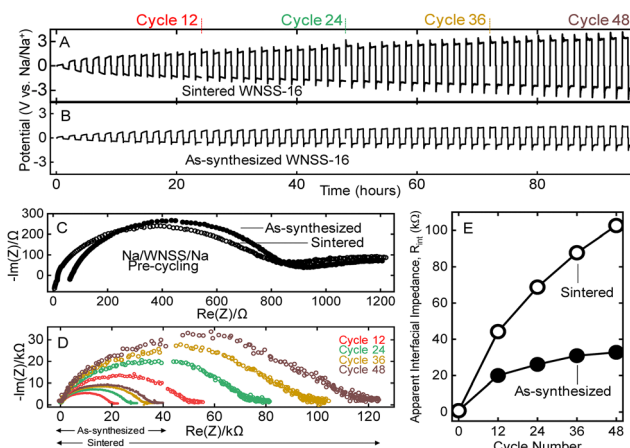 Cycle 12 Cycle 24 Cycle 36 Cycle 48
A
3
0
-3
Sintered WNSS-16
B
3
0
-3
As-synthesized WNSS-16
Potential (V vs. Na/Na⁺)
0 20 40 60 80
Time (hours)
C
300
200
100
0
-Im(Z)/Ω
As-synthesized
Sintered
Na/WNSS/Na
Pre-cycling
0 200 400 600 800 1000 1200
Re(Z)/Ω
D
30
20
10
0
-Im(Z)/kΩ
Cycle 12
Cycle 24
Cycle 36
Cycle 48
0 20 40 60 80 100 120
As-synthesized
Re(Z)/kΩ
Sintered
E
100
80
60
40
20
0
Apparent Interfacial Impedance, Rint (kΩ)
Sintered
As-synthesized
0 12 24 36 48
Cycle Number